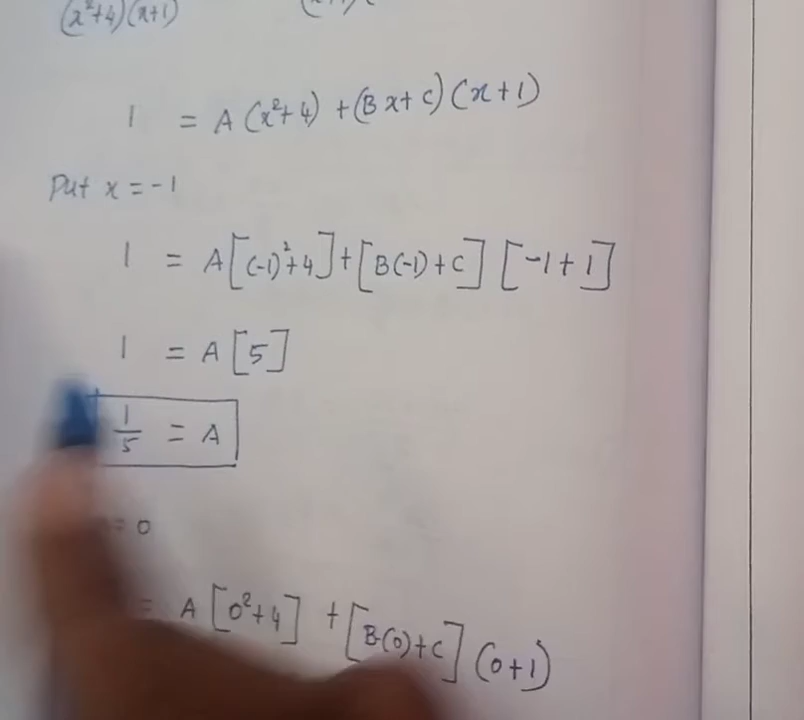 (x²+4)(x+1)
1 = A(x²+4) + (Bx+C)(x+1)
Put x = -1
1 = A[(-1)²+4] + [B(-1)+C] [-1+1]
1 = A[5]
1/5 = A
= 0
= A[0²+4] + [B(0)+C] (0+1)